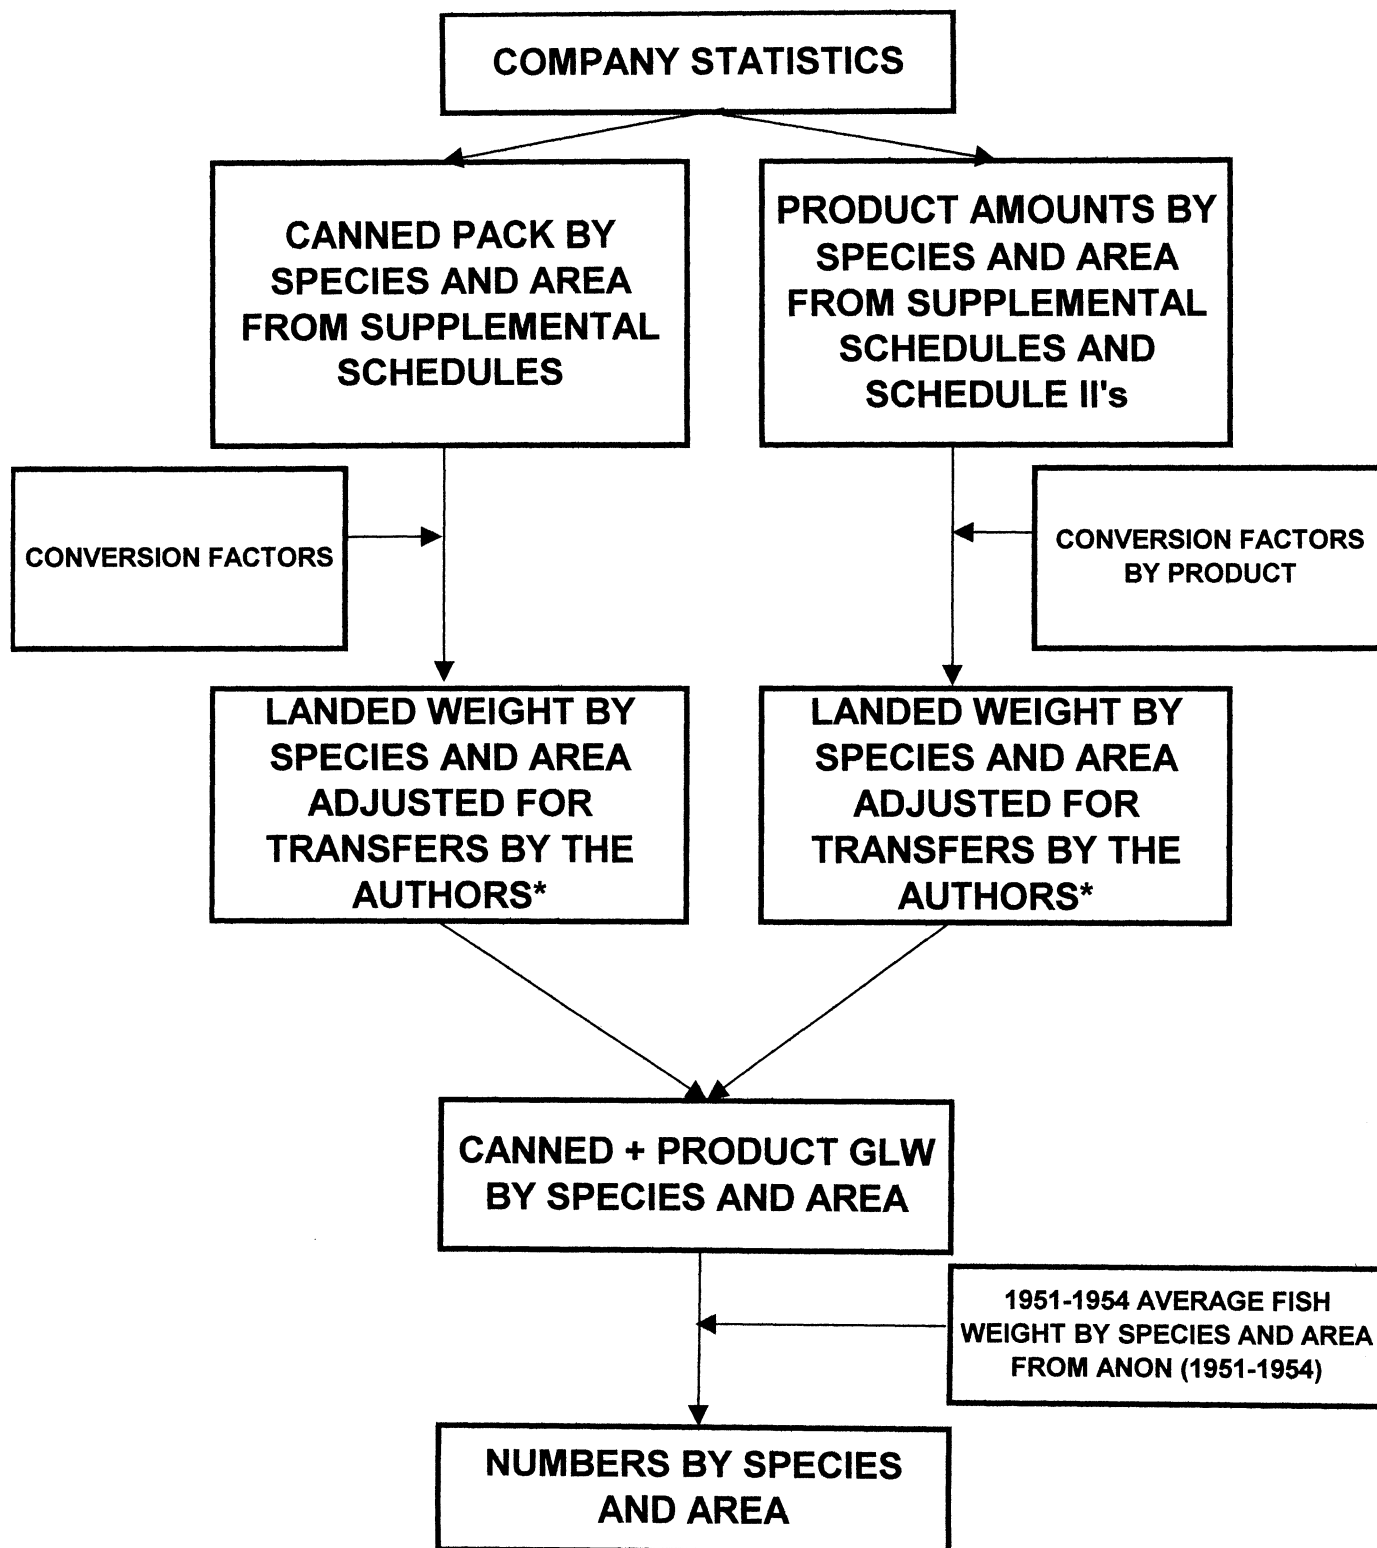 COMPANY STATISTICS
CANNED PACK BY
SPECIES AND AREA
FROM SUPPLEMENTAL
SCHEDULES
PRODUCT AMOUNTS BY
SPECIES AND AREA
FROM SUPPLEMENTAL
SCHEDULES AND
SCHEDULE II's
CONVERSION FACTORS
CONVERSION FACTORS
BY PRODUCT
LANDED WEIGHT BY
SPECIES AND AREA
ADJUSTED FOR
TRANSFERS BY THE
AUTHORS*
LANDED WEIGHT BY
SPECIES AND AREA
ADJUSTED FOR
TRANSFERS BY THE
AUTHORS*
CANNED + PRODUCT GLW
BY SPECIES AND AREA
1951-1954 AVERAGE FISH
WEIGHT BY SPECIES AND AREA
FROM ANON (1951-1954)
NUMBERS BY SPECIES
AND AREA